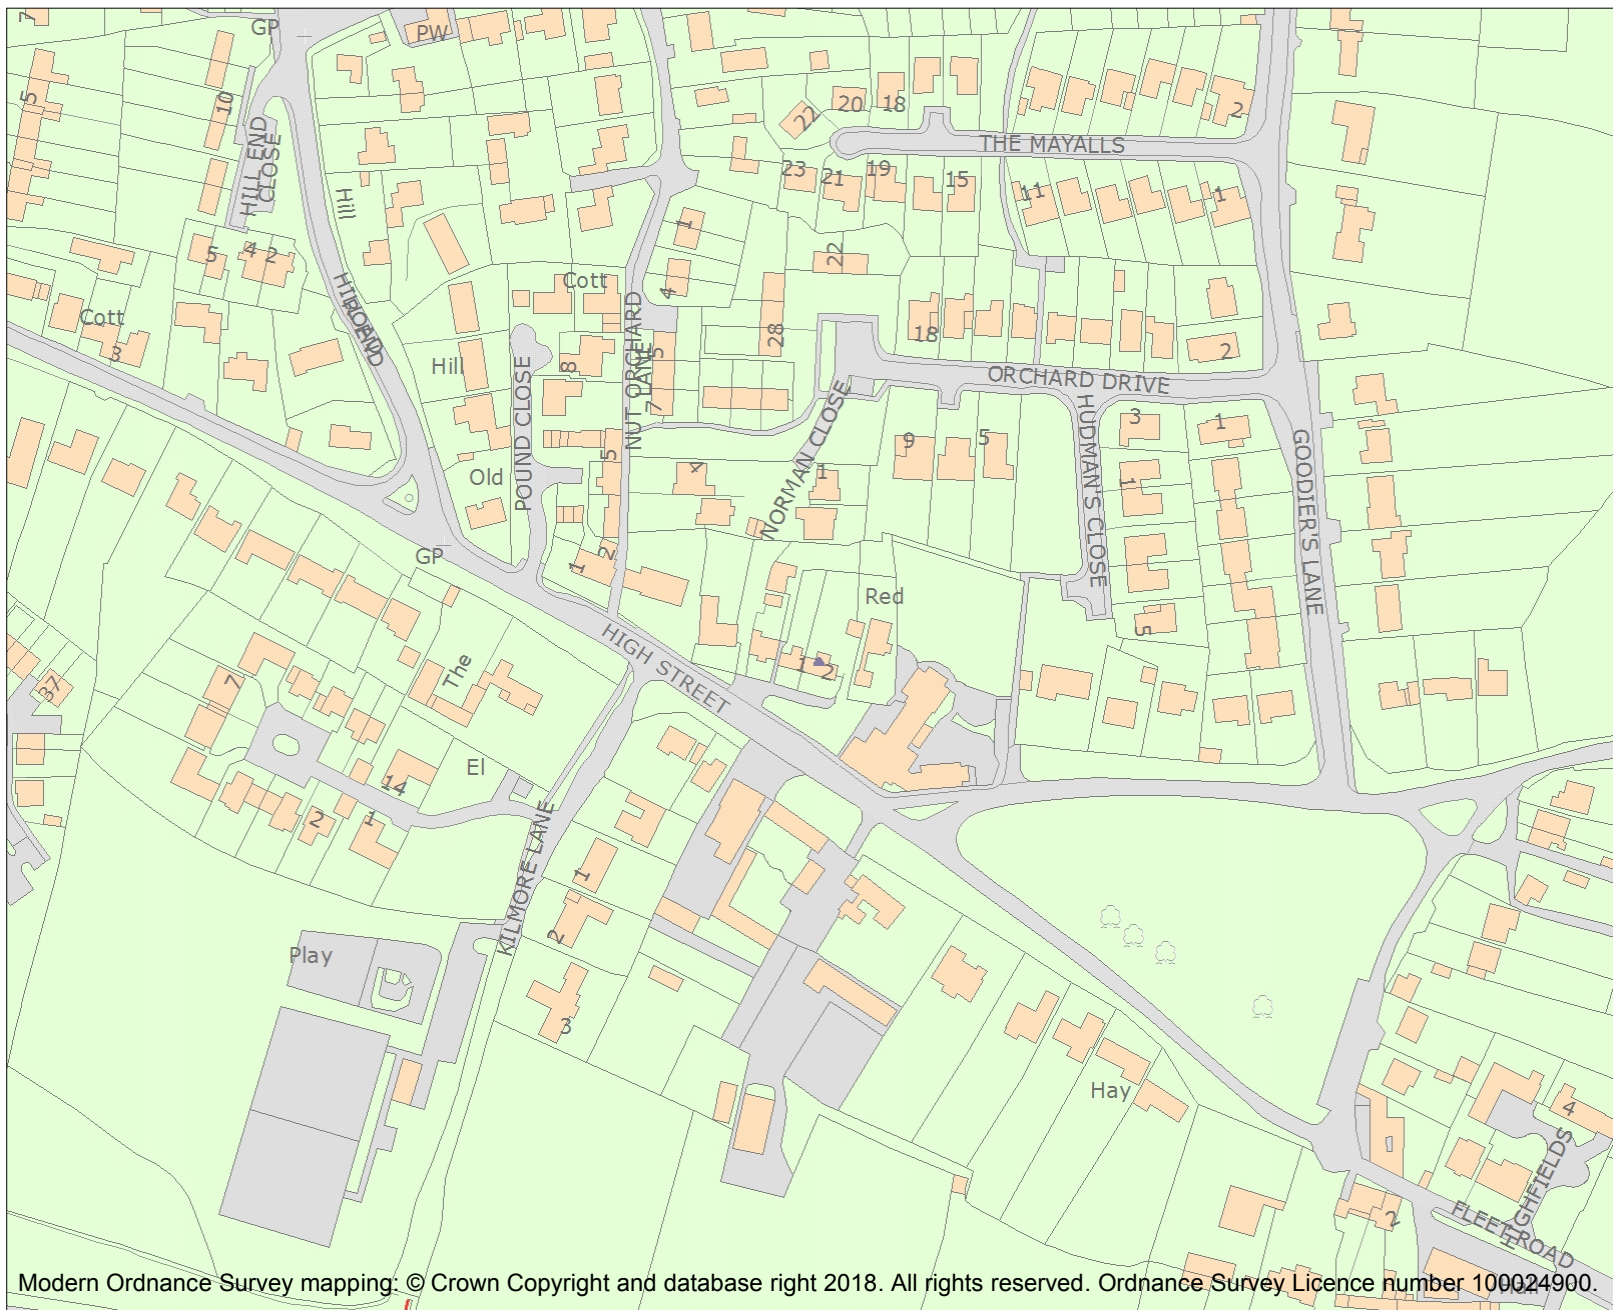 7
GP
PW
5
10
HILL END
CLOSE
Hill
22
20
18
2
THE MAYALLS
23
21
19
15
11
1
5
4
2
1
22
Cott
4
HILL END
ROAD
Cott
3
28
18
2
Hill
POUND CLOSE
8
NUT ORCHARD
LANE
5
7
ORCHARD DRIVE
NORMAN CLOSE
HUDMAN'S CLOSE
3
1
GOODIER'S LANE
9
5
5
4
1
1
Old
GP
1
2
Red
5
HIGH STREET
1
2
The
37
7
El
14
2
1
KILMORE LANE
1
2
3
Play
Hay
4
HIGHFIELDS
FLEET ROAD
2
Hall
Modern Ordnance Survey mapping: © Crown Copyright and database right 2018. All rights reserved. Ordnance Survey Licence number 100024900.